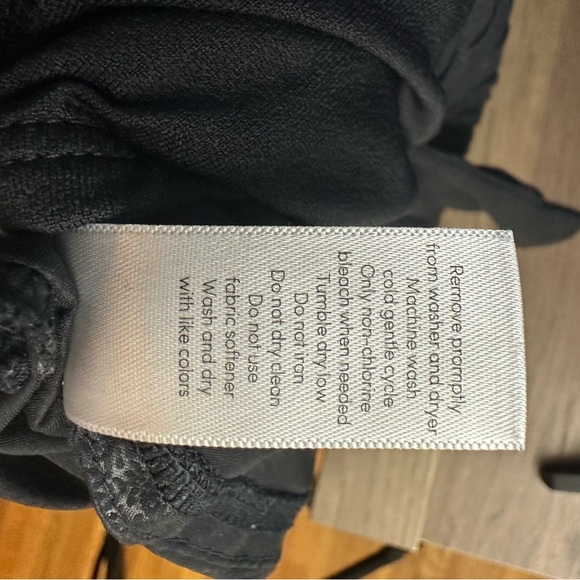 Remove promptly
from washer and dryer
Machine wash
cold gentle cycle
Only non-chlorine
bleach when needed
Tumble dry low
Do not iron
Do not dry clean
Do not use
fabric softener
Wash and dry
with like colors